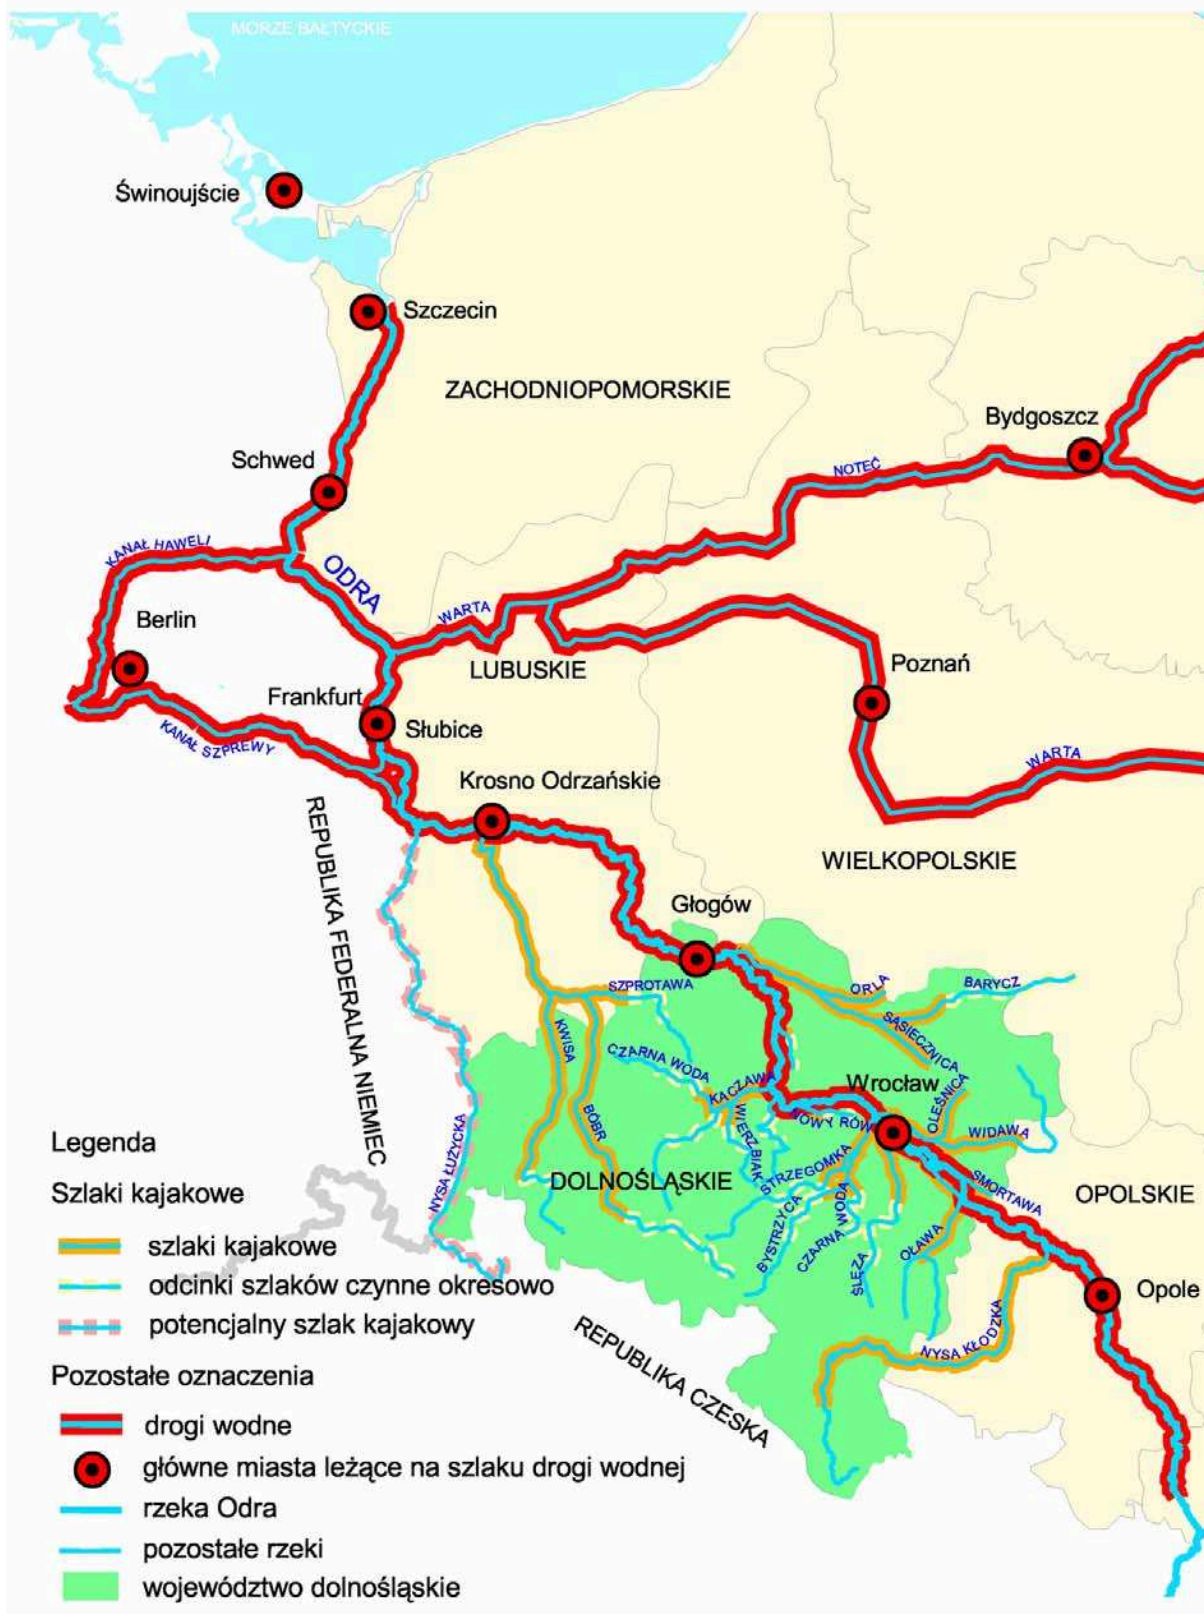 MORZE BAŁTYCKIE
Świnoujście
Szczecin
ZACHODNIOPOMORSKIE
Bydgoszcz
Schwed
NOTEĆ
KANAŁ HAWELI
ODRA
WARTA
Berlin
LUBUSKIE
Poznań
Frankfurt
Słubice
KANAŁ SZPREWY
WARTA
Krosno Odrzańskie
REPUBLIKA FEDERALNA NIEMIEC
WIELKOPOLSKIE
Głogów
SZPROTAWA
ORLA
BARYCZ
KWISA
SĄSIECZNICA
CZARNA WODA
KACZAWA
Wrocław
OLEŚNICA
BÓBR
WIERZBIAK
NOWY RÓW
WIDAWA
STRZEGOMKA
DOLNOŚLĄSKIE
SMORTAWA
OPOLSKIE
NYSA ŁUŻYCKA
BYSTRZYCA
CZARNA WODA
ŚLĘZA
OŁAWA
Opole
NYSA KŁODZKA
REPUBLIKA CZESKA
Legenda
Szlaki kajakowe
szlaki kajakowe
odcinki szlaków czynne okresowo
potencjalny szlak kajakowy
Pozostałe oznaczenia
drogi wodne
główne miasta leżące na szlaku drogi wodnej
rzeka Odra
pozostałe rzeki
województwo dolnośląskie